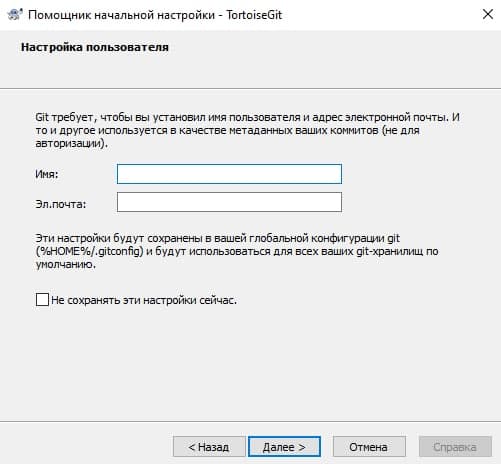 Помощник начальной настройки - TortoiseGit
Настройка пользователя
Git требует, чтобы вы установил имя пользователя и адрес электронной почты. И
то и другое используется в качестве метаданных ваших коммитов (не для
авторизации).
Имя:
Эл.почта:
Эти настройки будут сохранены в вашей глобальной конфигурации git
(%HOME%/.gitconfig) и будут использоваться для всех ваших git-хранилищ по
умолчанию.
Не сохранять эти настройки сейчас.
< Назад Далее > Отмена Справка